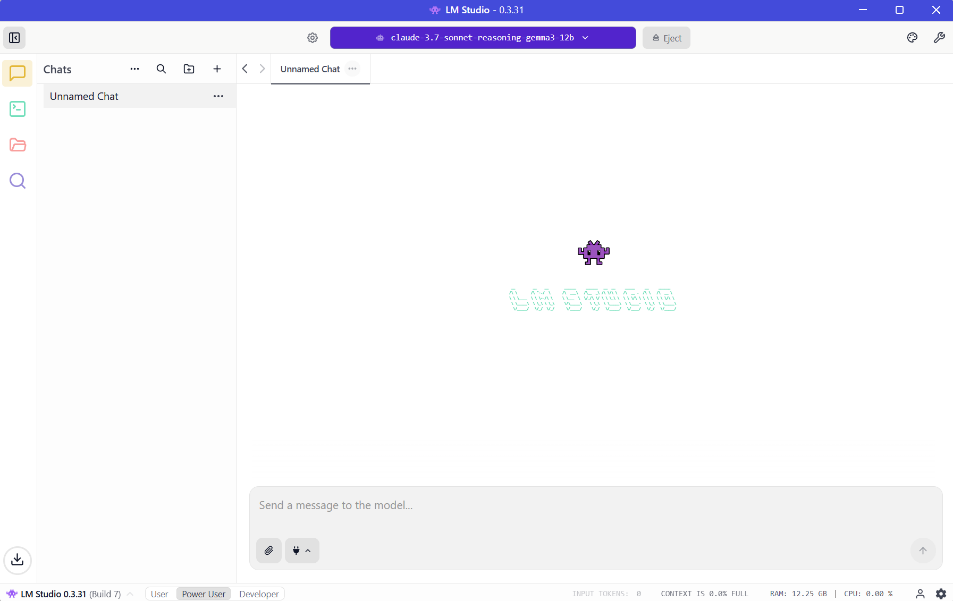 LM Studio - 0.3.31
claude-3.7-sonnet-reasoning-gemma3-12b
Eject
Chats
Unnamed Chat
Unnamed Chat
LM STUDIO
Send a message to the model...
LM Studio 0.3.31 (Build 7)
User
Power User
Developer
INPUT TOKENS: 0
CONTEXT IS 0.0% FULL
RAM: 12.25 GB | CPU: 0.00 %